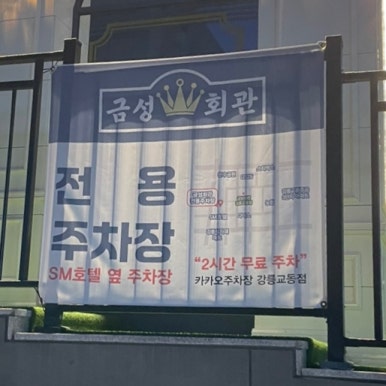 금성 회관
전 용
주차장
SM호텔 옆 주차장
"2시간 무료 주차"
카카오주차장 강릉교동점